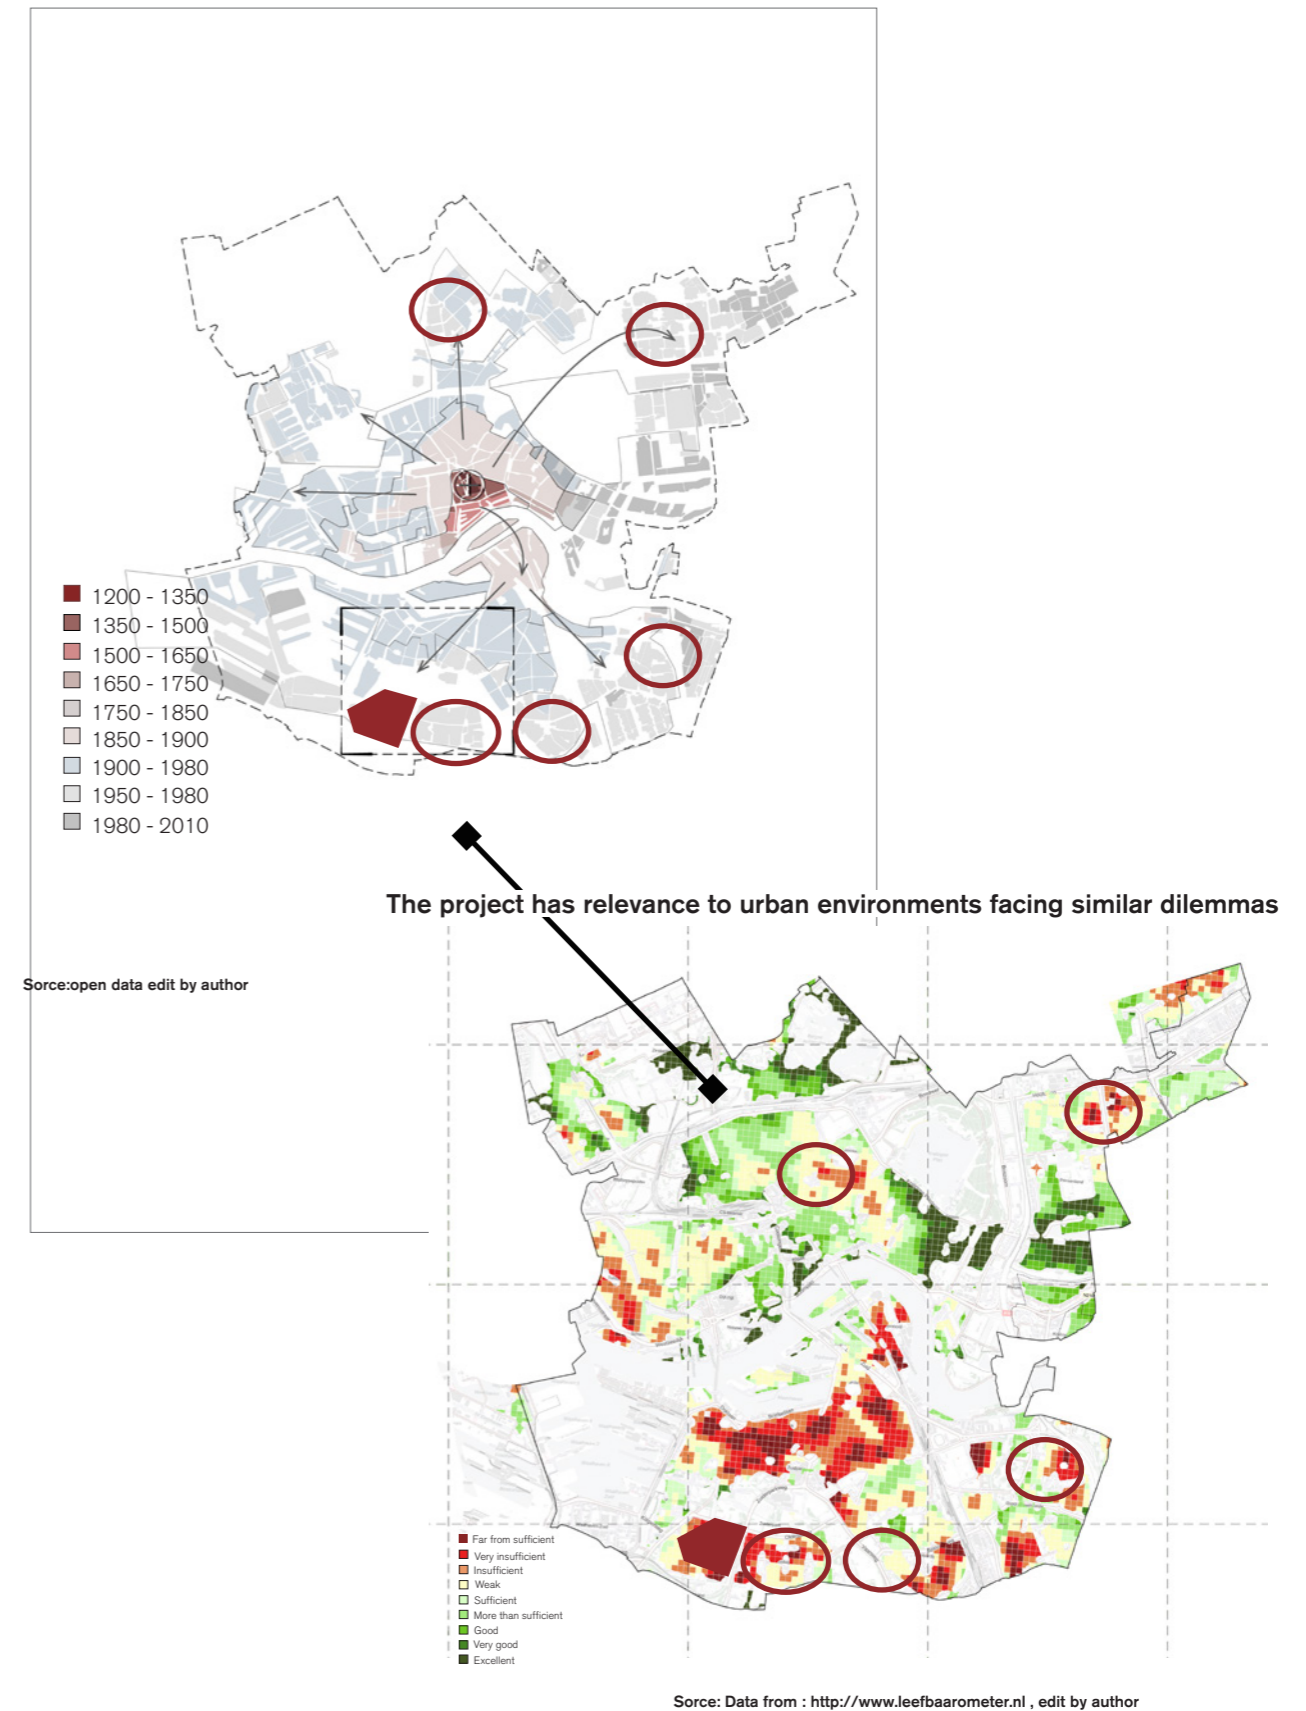 1200 - 1350
1350 - 1500
1500 - 1650
1650 - 1750
1750 - 1850
1850 - 1900
1900 - 1980
1950 - 1980
1980 - 2010
The project has relevance to urban environments facing similar dilemmas
Sorce:open data edit by author
Far from sufficient
Very insufficient
Insufficient
Weak
Sufficient
More than sufficient
Good
Very good
Excellent
Sorce: Data from : http://www.leefbaarometer.nl , edit by author